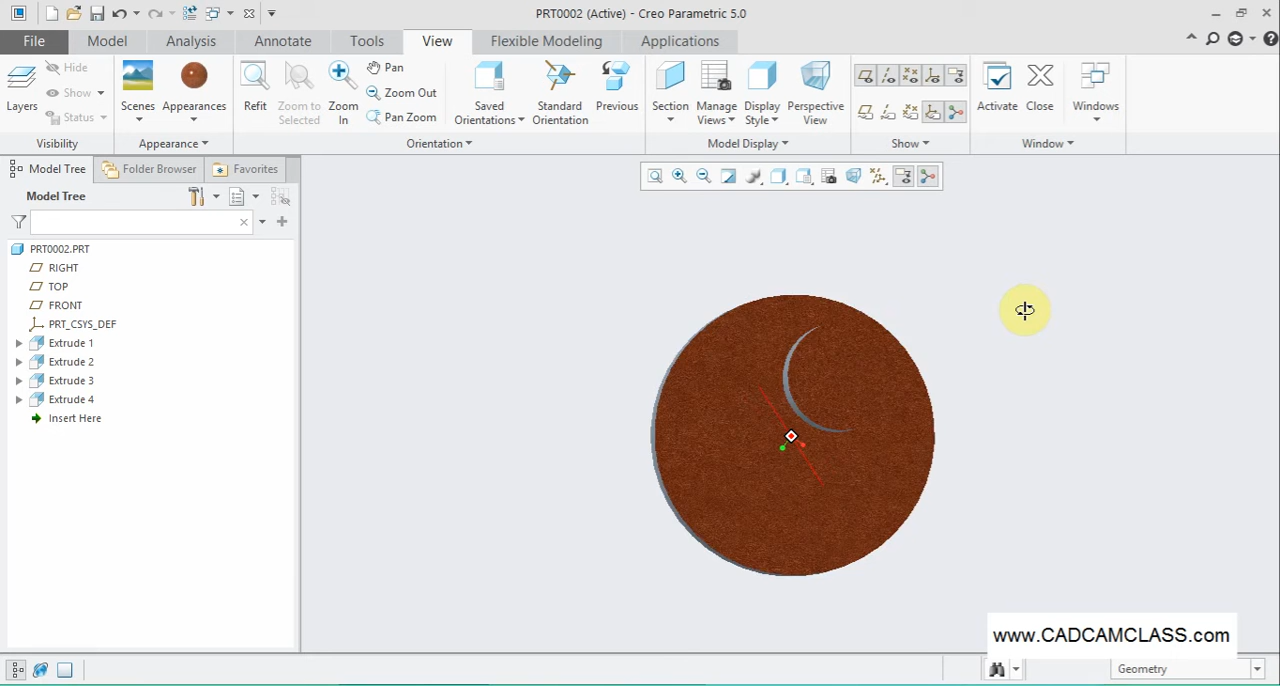 PRT0002 (Active) - Creo Parametric 5.0
File Model Analysis Annotate Tools View Flexible Modeling Applications
Layers
Hide
Show
Status
Visibility
Scenes
Appearances
Appearance
Refit
Zoom to
Selected
Zoom
In
Pan
Zoom Out
Pan Zoom
Saved
Orientations
Standard
Orientation
Previous
Orientation
Section
Manage
Views
Display
Style
Perspective
View
Model Display
Show
Activate
Close
Windows
Window
Model Tree
Folder Browser
Favorites
Model Tree
PRT0002.PRT
RIGHT
TOP
FRONT
PRT_CSYS_DEF
Extrude 1
Extrude 2
Extrude 3
Extrude 4
Insert Here
www.CADCAMCLASS.com
Geometry